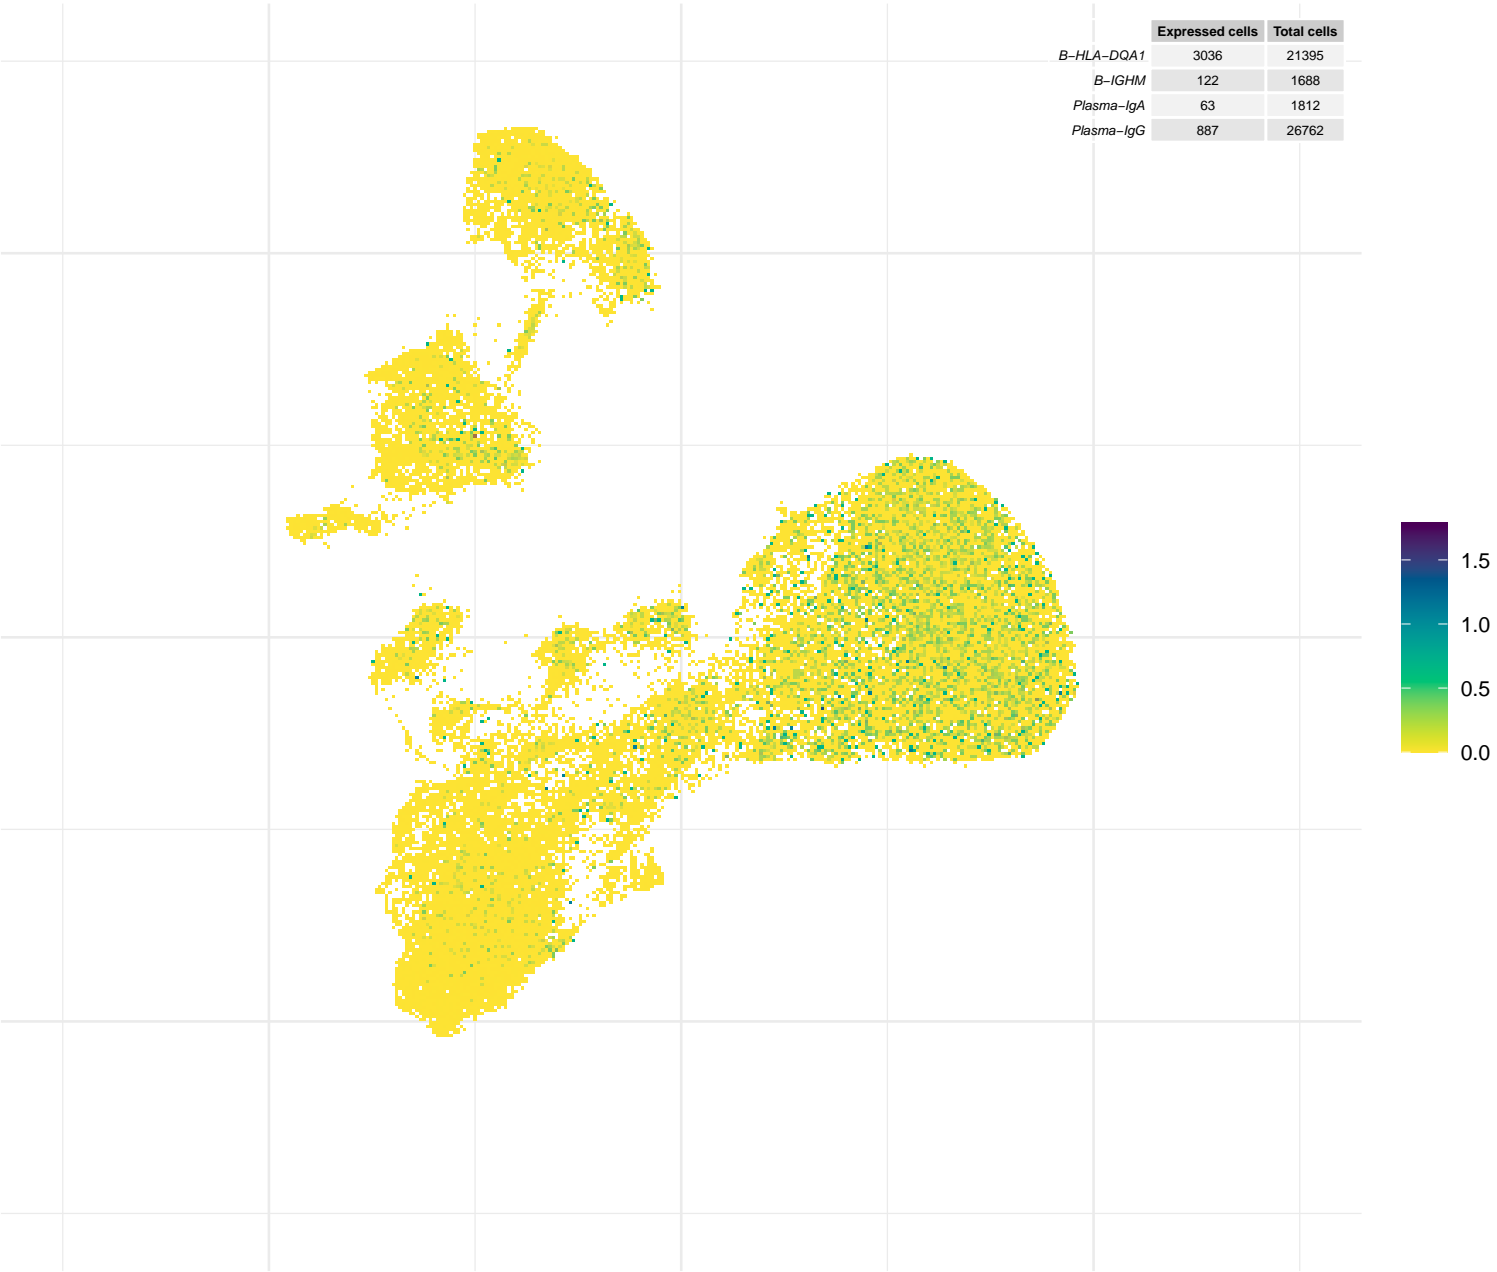 Expressed cells Total cells
B−HLA−DQA1 3036 21395
B−IGHM 122 1688
Plasma−IgA 63 1812
Plasma−IgG 887 26762
1.5
1.0
0.5
0.0